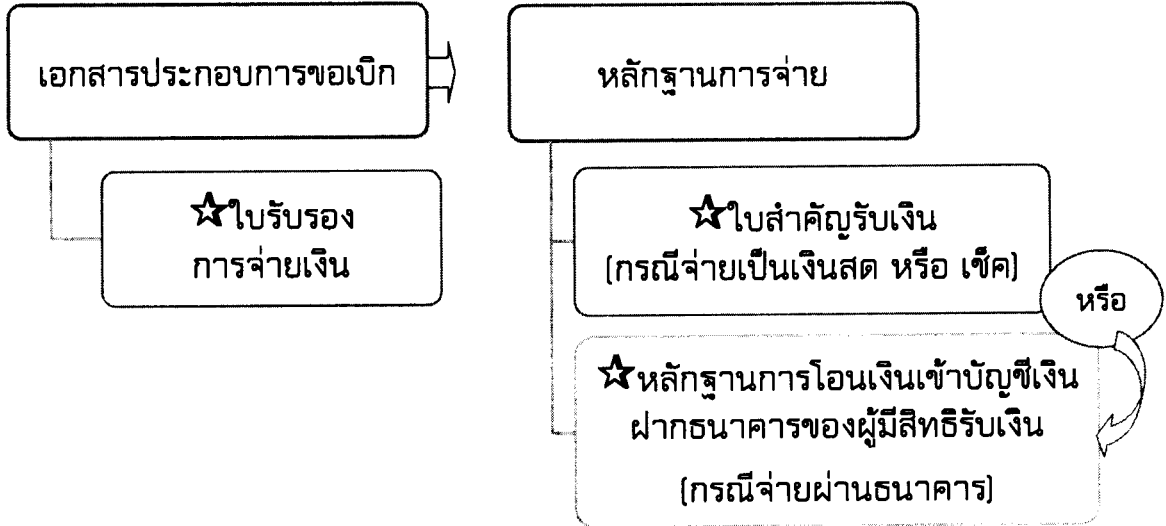 เอกสารประกอบการขอเบิก
☆ใบรับรอง
การจ่ายเงิน
หลักฐานการจ่าย
☆ใบสำคัญรับเงิน
(กรณีจ่ายเป็นเงินสด หรือ เช็ค)
หรือ
☆หลักฐานการโอนเงินเข้าบัญชีเงิน
ฝากธนาคารของผู้มีสิทธิรับเงิน
(กรณีจ่ายผ่านธนาคาร)